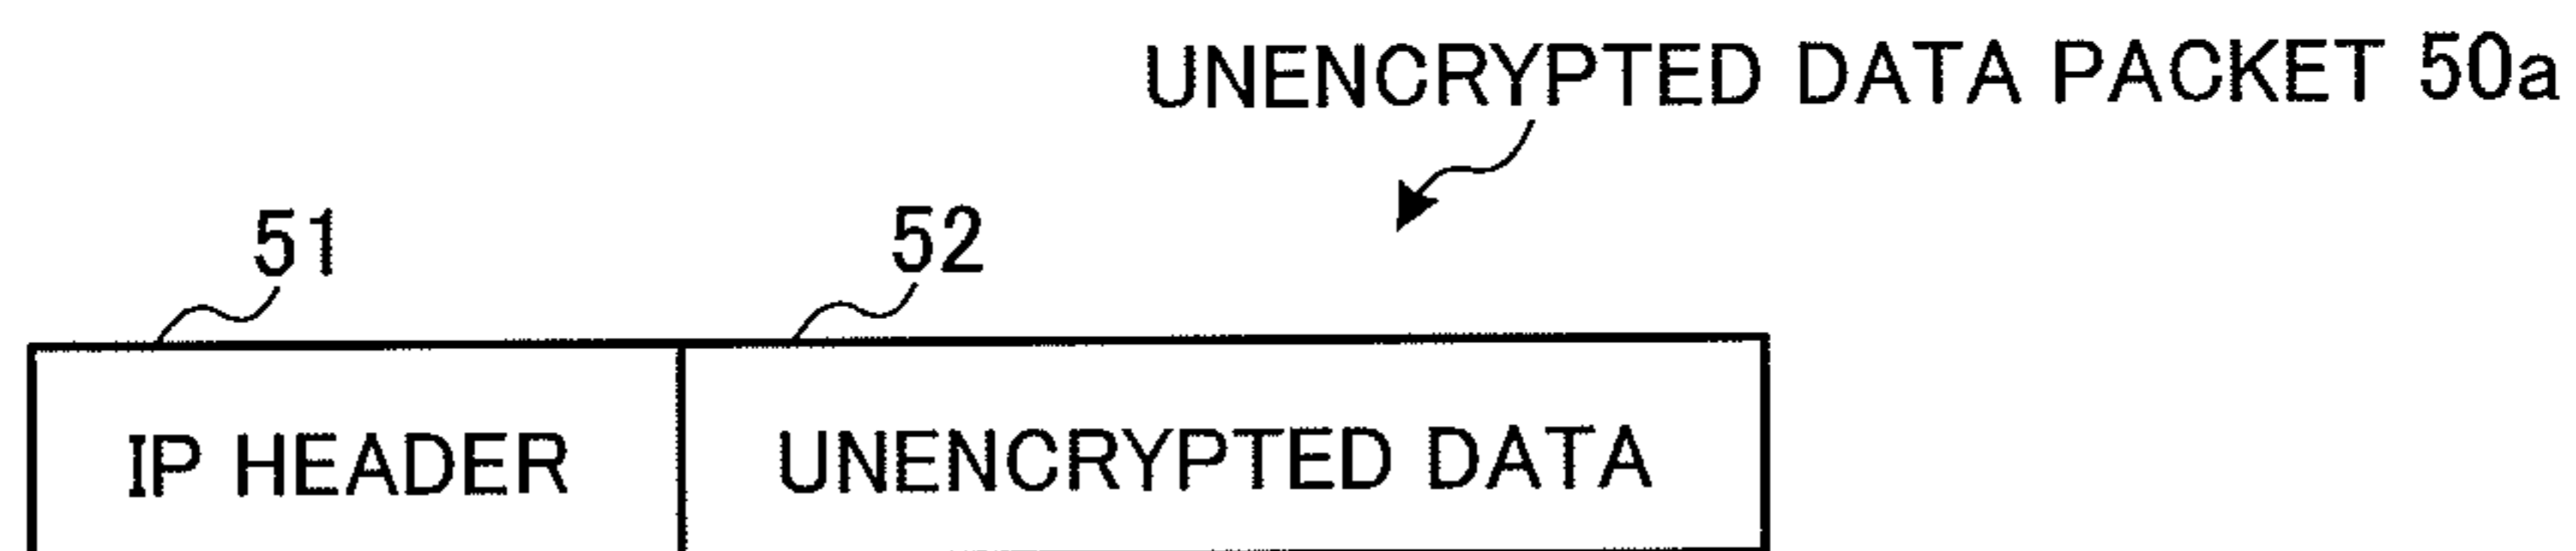 UNENCRYPTED DATA PACKET 50a
51 52
IP HEADER UNENCRYPTED DATA